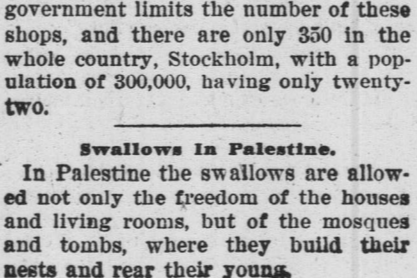 government limits the number of these
shops, and there are only 350 in the
whole country, Stockholm, with a pop-
ulation of 300,000, having only twenty-
two.
Swallows In Palestine.
In Palestine the swallows are allow-
ed not only the freedom of the houses
and living rooms, but of the mosques
and tombs, where they build their
nests and rear their young.